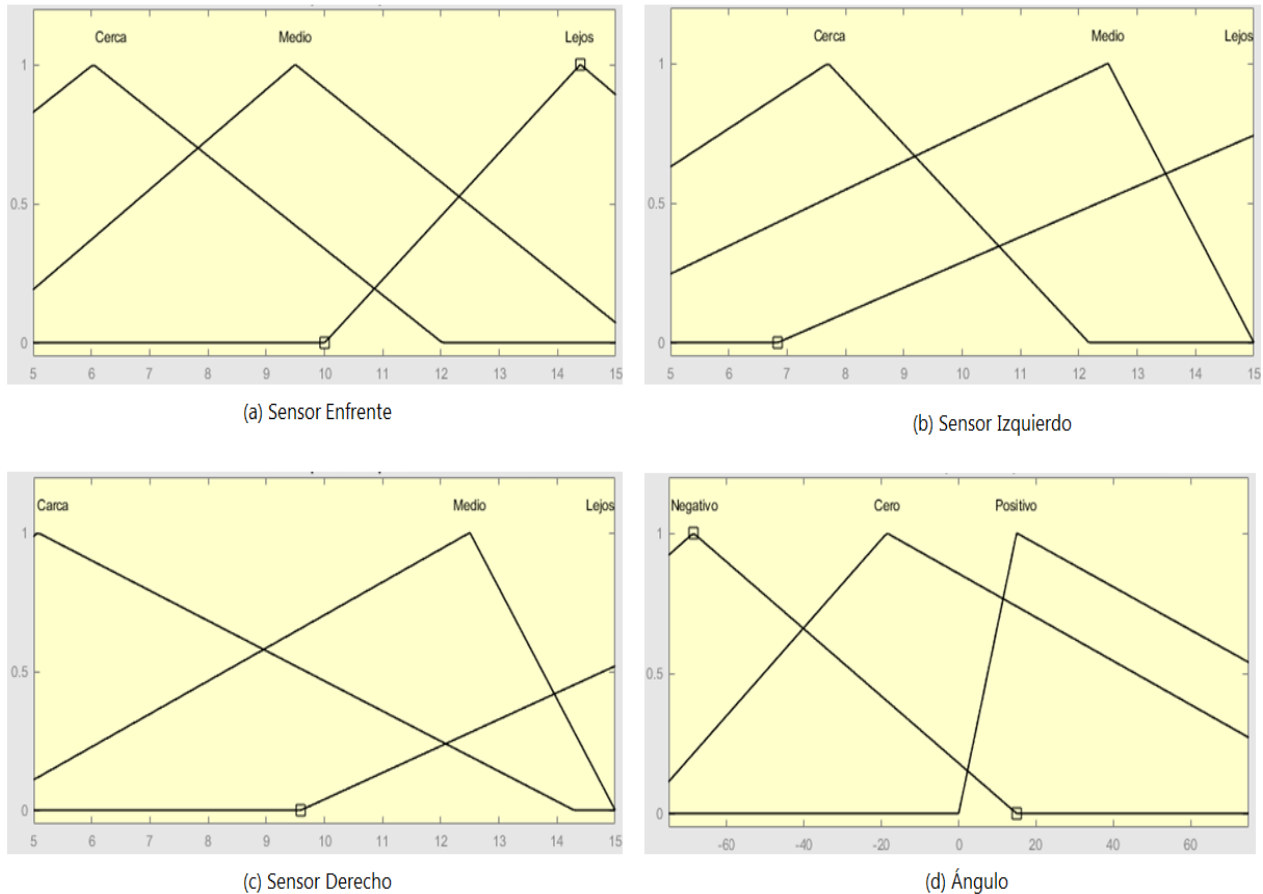 Cerca Medio Lejos
1
0.5
0
5 6 7 8 9 10 11 12 13 14 15
(a) Sensor Enfrente
Cerca Medio Lejos
1
0.5
0
5 6 7 8 9 10 11 12 13 14 15
(b) Sensor Izquierdo
Carca Medio Lejos
1
0.5
0
5 6 7 8 9 10 11 12 13 14 15
(c) Sensor Derecho
Negativo Cero Positivo
1
0.5
0
-60 -40 -20 0 20 40 60
(d) Ángulo